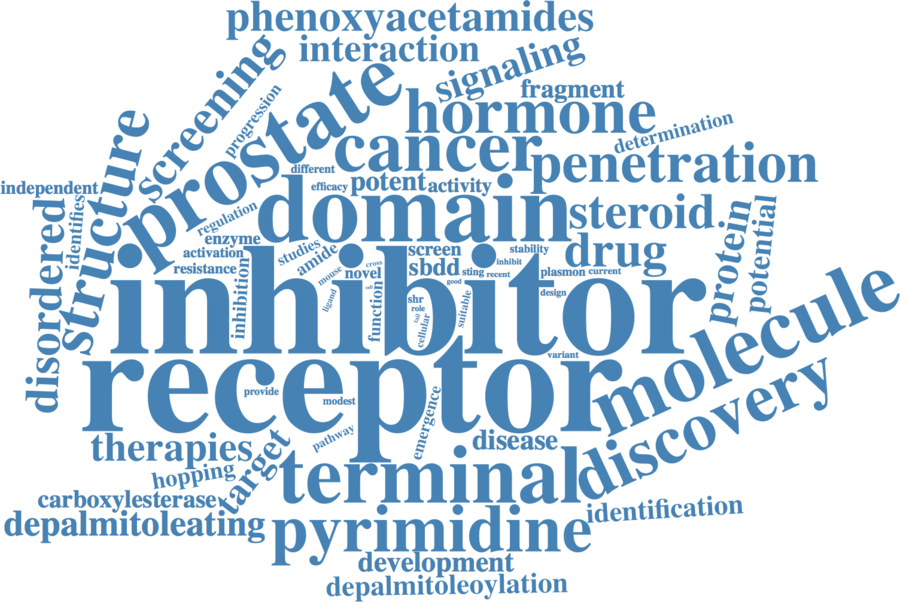 phenoxyacetamides
interaction
signaling
screening
progression
prostate
fragment
hormone
determination
cancer
penetration
structure
different
efficacy
potent
activity
independent
identifies
domain
steroid
protein
potential
regulation
enzyme
drug
disordered
activation
studies
amide
screen
stability
resistance
inhibition
mouse
cross
novel
sbdd
sting
inhibit
recent
plasmon
current
good
cell
ligand
function
inhibitor
design
shr
role
suitable
cellular
molecule
receptor
variant
discovery
provide
modest
emergence
pathway
therapies
target
disease
hopping
terminal
carboxylesterase
identification
depalmitoleating
pyrimidine
development
depalmitoleoylation